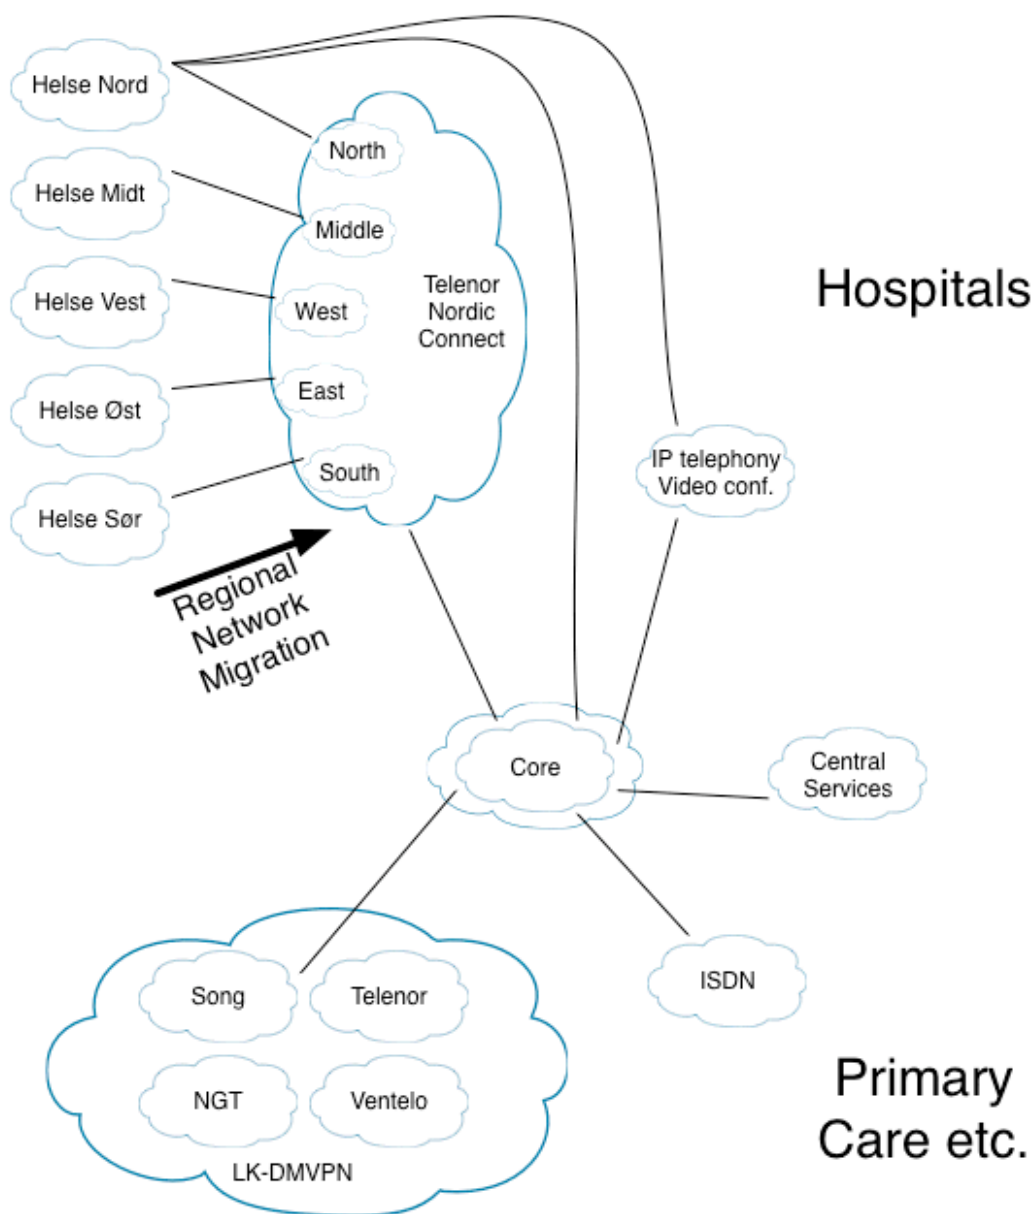 Helse Nord
North
Helse Midt
Middle
Helse Vest
West
Telenor
Nordic
Connect
Hospitals
Helse Øst
East
Helse Sør
South
IP telephony
Video conf.
Regional
Network
Migration
Core
Central
Services
Song
Telenor
ISDN
NGT
Ventelo
LK-DMVPN
Primary
Care etc.